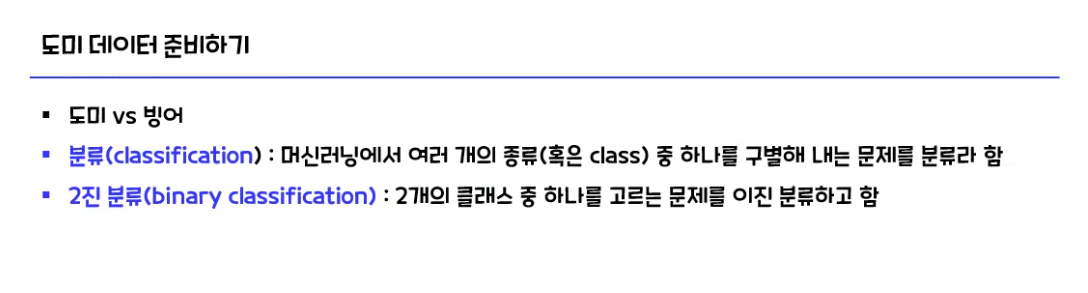 도미 데이터 준비하기
▪ 도미 vs 빙어
▪ 분류(classification) : 머신러닝에서 여러 개의 종류(혹은 class) 중 하나를 구별해 내는 문제를 분류라 함
▪ 2진 분류(binary classification) : 2개의 클래스 중 하나를 고르는 문제를 이진 분류하고 함